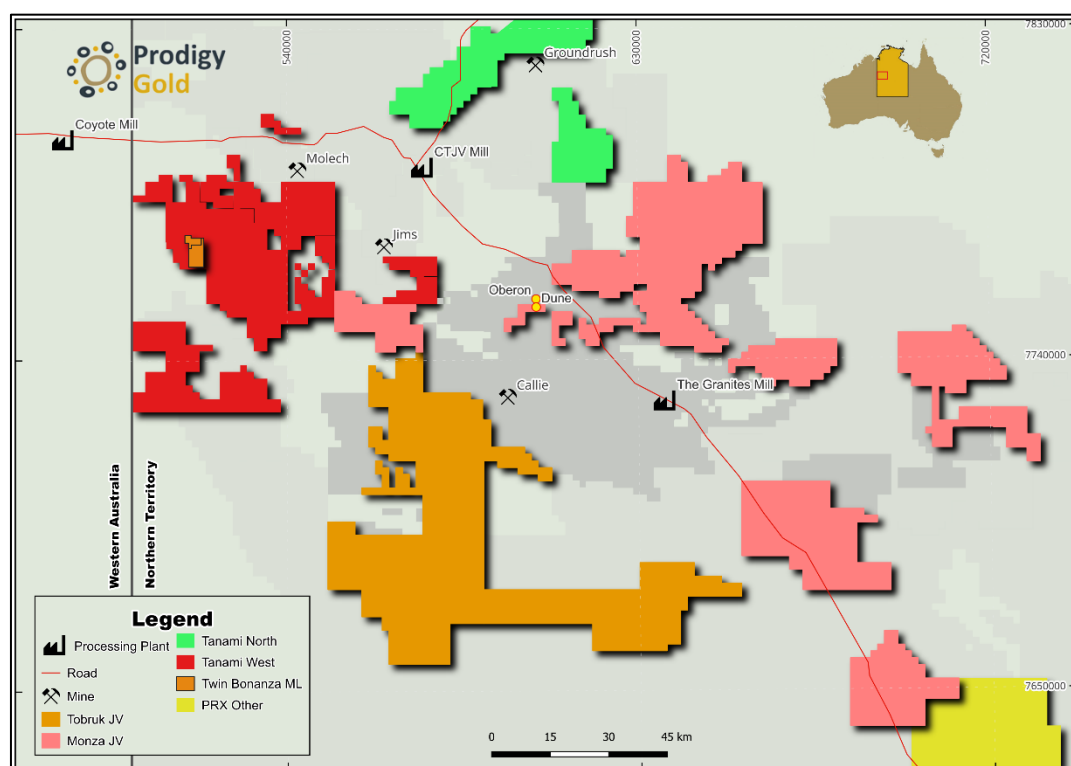 Prodigy
Gold
540000
630000
720000
7830000
Groundrush
Coyote Mill
CTJV Mill
Molech
Jims
Oberon
Dune
7740000
Callie
The Granites Mill
Western Australia
Northern Territory
Legend
Processing Plant
Road
Mine
Tobruk JV
Monza JV
Tanami North
Tanami West
Twin Bonanza ML
PRX Other
7650000
0 15 30 45 km